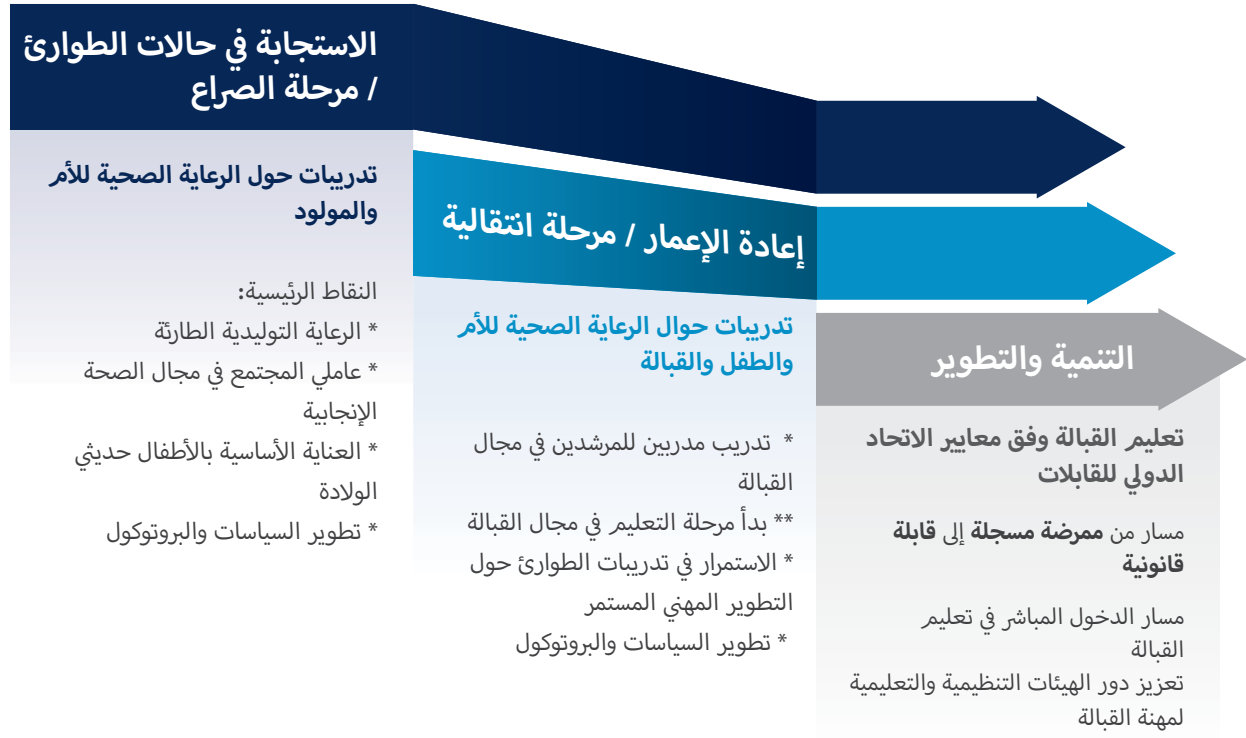 الاستجابة في حالات الطوارئ
/ مرحلة الصراع
تدريبات حول الرعاية الصحية للأم
والمولود
النقاط الرئيسية:
* الرعاية التوليدية الطارئة
* عاملي المجتمع في مجال الصحة
الإنجابية
* العناية الأساسية بالأطفال حديثي
الولادة
* تطوير السياسات والبروتوكول
إعادة الإعمار / مرحلة انتقالية
تدريبات حوال الرعاية الصحية للأم
والطفل والقبالة
* تدريب مدربين للمرشدين في مجال
القبالة
** بدأ مرحلة التعليم في مجال القبالة
* الاستمرار في تدريبات الطوارئ حول
التطوير المهني المستمر
* تطوير السياسات والبروتوكول
التنمية والتطوير
تعليم القبالة وفق معايير الاتحاد
الدولي للقابلات
مسار من ممرضة مسجلة إلى قابلة
قانونية
مسار الدخول المباشر في تعليم
القبالة
تعزيز دور الهيئات التنظيمية والتعليمية
لمهنة القبالة